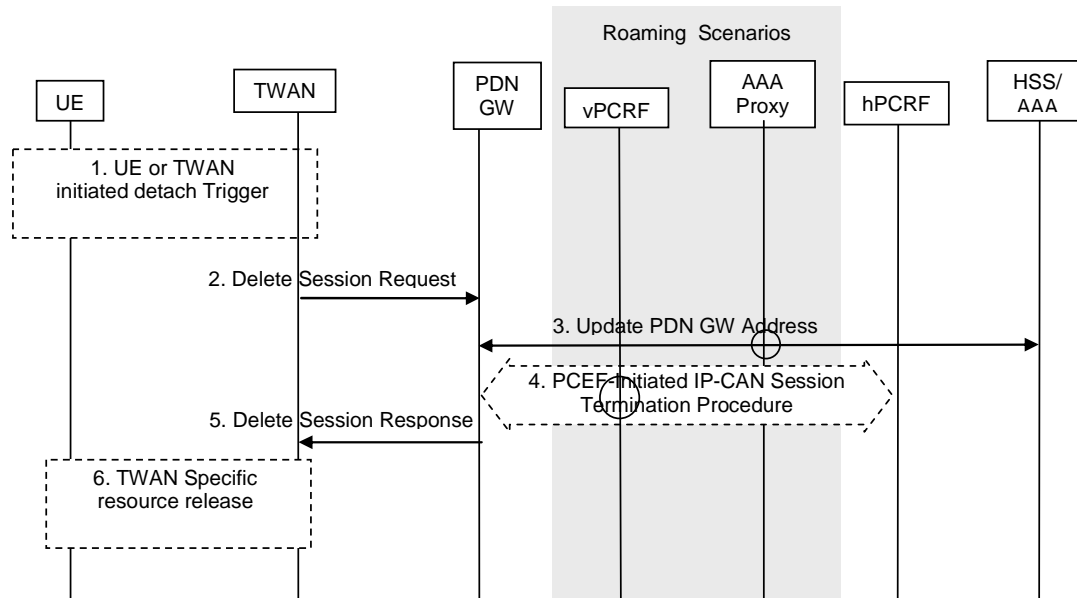 Roaming Scenarios
UE
TWAN
PDN
GW
vPCRF
AAA
Proxy
hPCRF
HSS/
AAA
1. UE or TWAN
initiated detach Trigger
2. Delete Session Request
3. Update PDN GW Address
4. PCEF-Initiated IP-CAN Session
Termination Procedure
5. Delete Session Response
6. TWAN Specific
resource release